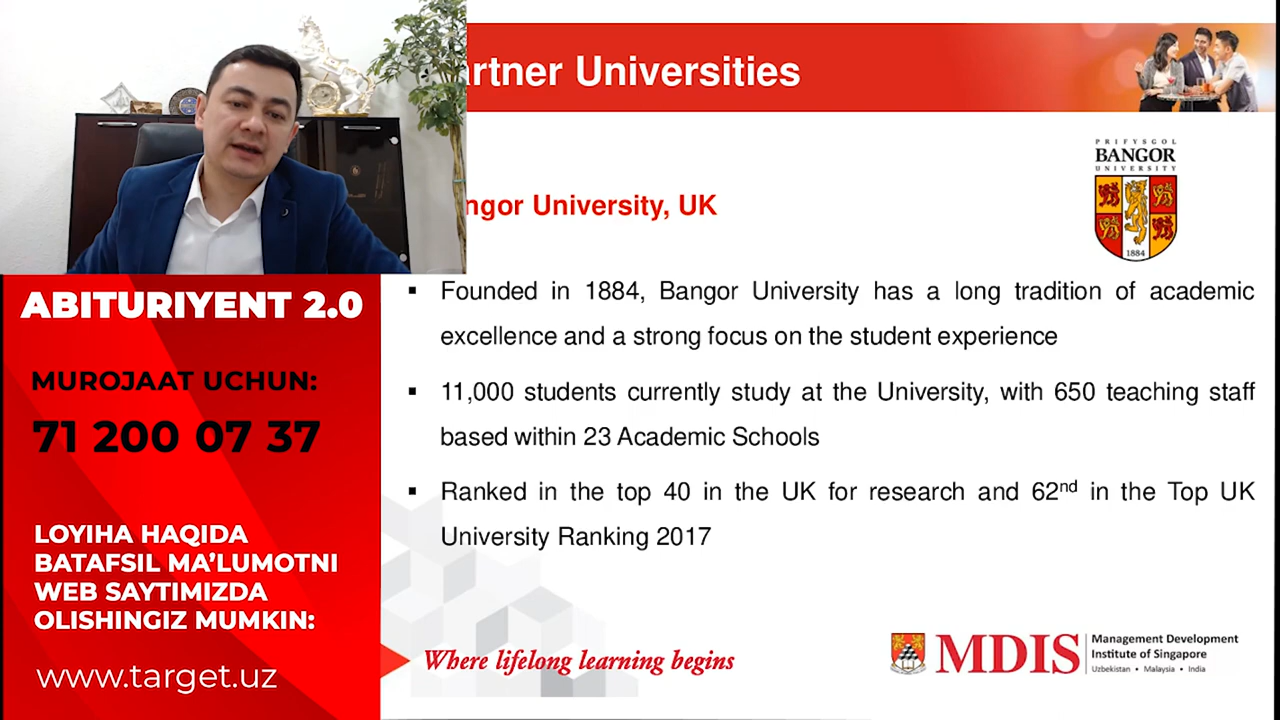 artner Universities
PRIFYSGOL
BANGOR
UNIVERSITY
1884
ngor University, UK
▪ Founded in 1884, Bangor University has a long tradition of academic
excellence and a strong focus on the student experience
▪ 11,000 students currently study at the University, with 650 teaching staff
based within 23 Academic Schools
▪ Ranked in the top 40 in the UK for research and 62nd in the Top UK
University Ranking 2017
ABITURIYENT 2.0
MUROJAAT UCHUN:
71 200 07 37
LOYIHA HAQIDA
BATAFSIL MA’LUMOTNI
WEB SAYTIMIZDA
OLISHINGIZ MUMKIN:
www.target.uz
Where lifelong learning begins
MDIS
Management Development
Institute of Singapore
Uzbekistan • Malaysia • India